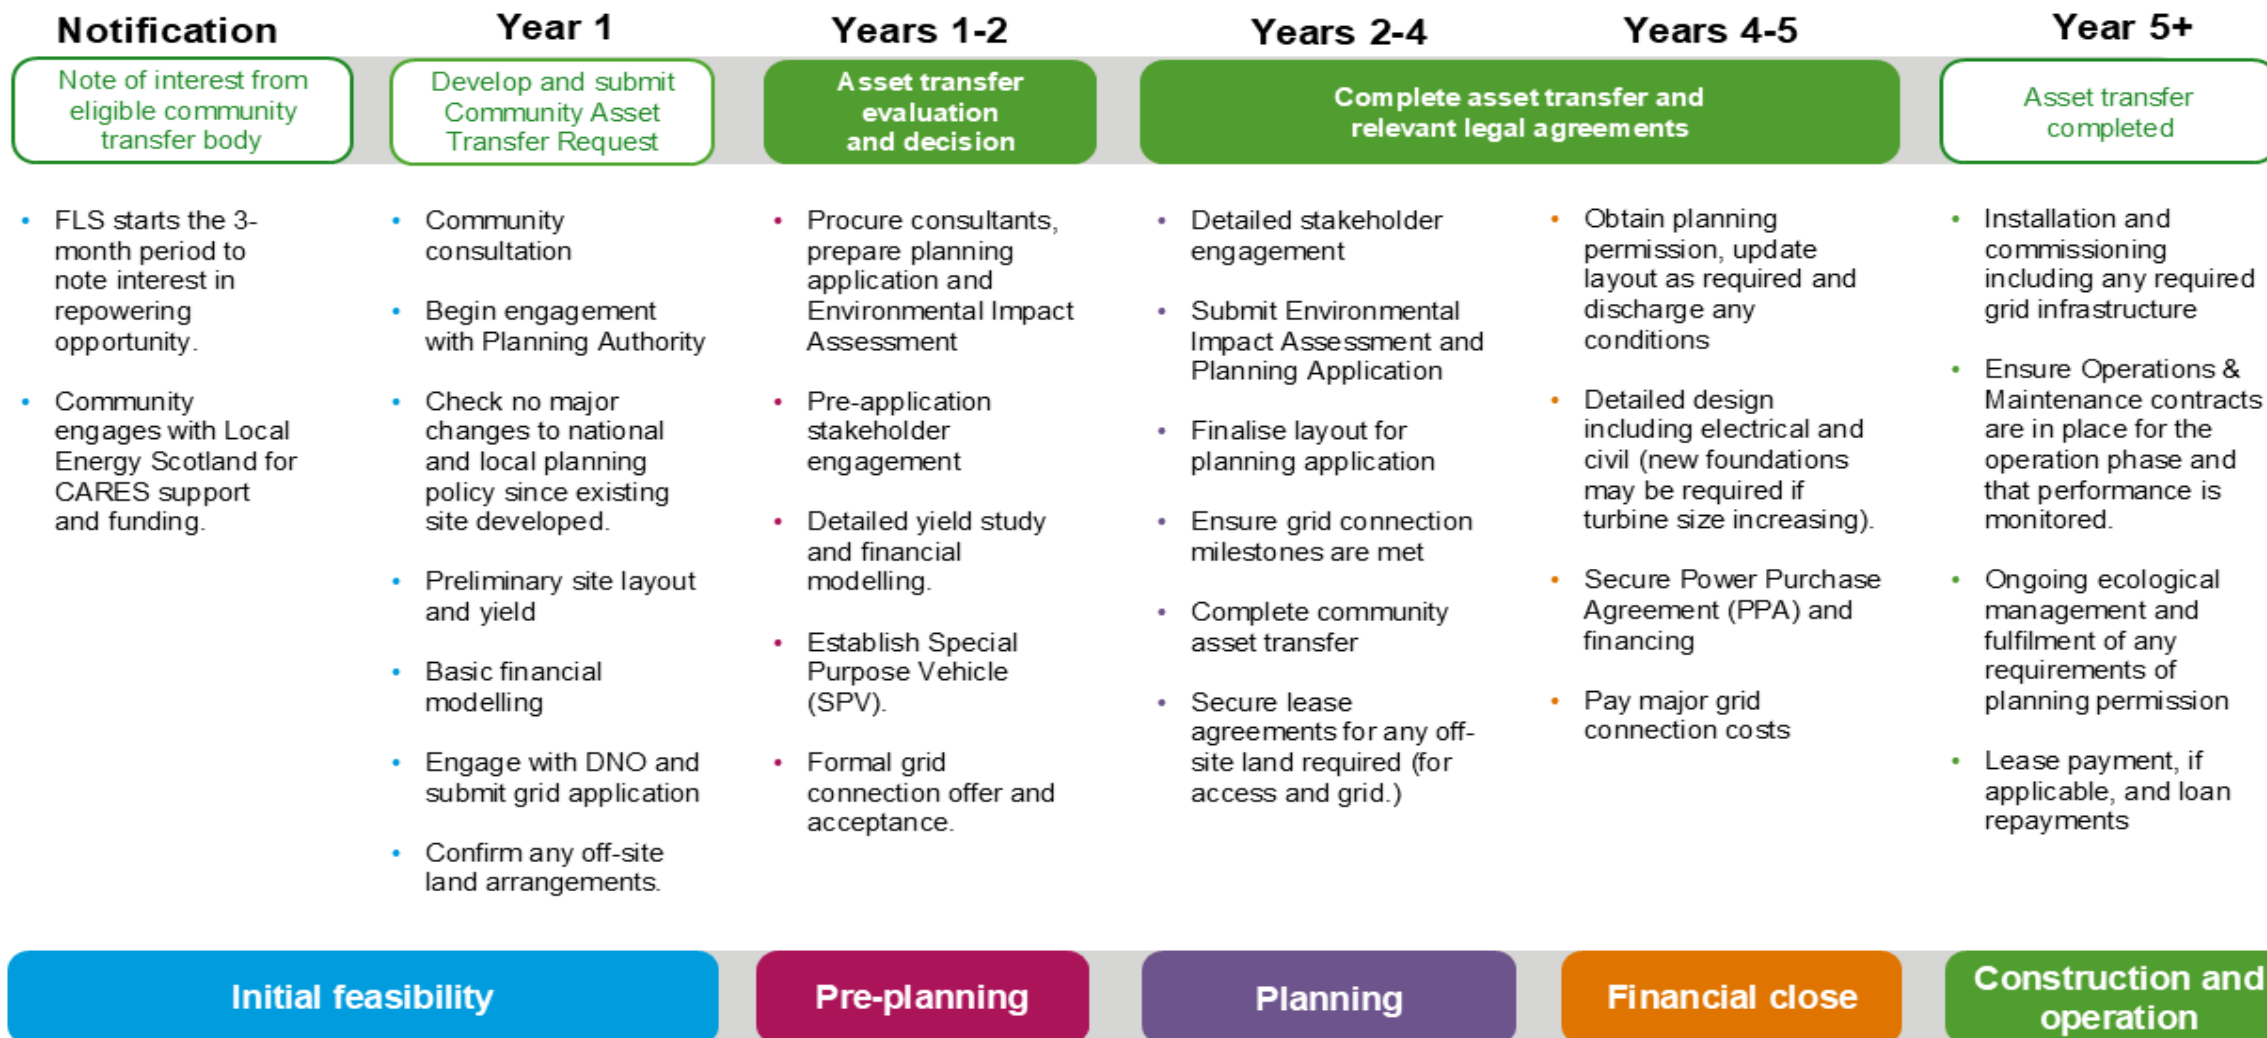 Notification
Year 1
Years 1-2
Years 2-4
Years 4-5
Year 5+
Note of interest from
eligible community
transfer body
Develop and submit
Community Asset
Transfer Request
Asset transfer
evaluation
and decision
Complete asset transfer and
relevant legal agreements
Asset transfer
completed
• FLS starts the 3-
month period to
note interest in
repowering
opportunity.
• Community
engages with Local
Energy Scotland for
CARES support
and funding.
• Community
consultation
• Begin engagement
with Planning Authority
• Check no major
changes to national
and local planning
policy since existing
site developed.
• Preliminary site layout
and yield
• Basic financial
modelling
• Engage with DNO and
submit grid application
• Confirm any off-site
land arrangements.
• Procure consultants,
prepare planning
application and
Environmental Impact
Assessment
• Pre-application
stakeholder
engagement
• Detailed yield study
and financial
modelling.
• Establish Special
Purpose Vehicle
(SPV).
• Formal grid
connection offer and
acceptance.
• Detailed stakeholder
engagement
• Submit Environmental
Impact Assessment and
Planning Application
• Finalise layout for
planning application
• Ensure grid connection
milestones are met
• Complete community
asset transfer
• Secure lease
agreements for any off-
site land required (for
access and grid.)
• Obtain planning
permission, update
layout as required and
discharge any
conditions
• Detailed design
including electrical and
civil (new foundations
may be required if
turbine size increasing).
• Secure Power Purchase
Agreement (PPA) and
financing
• Pay major grid
connection costs
• Installation and
commissioning
including any required
grid infrastructure
• Ensure Operations &
Maintenance contracts
are in place for the
operation phase and
that performance is
monitored.
• Ongoing ecological
management and
fulfilment of any
requirements of
planning permission
• Lease payment, if
applicable, and loan
repayments
Initial feasibility
Pre-planning
Planning
Financial close
Construction and
operation